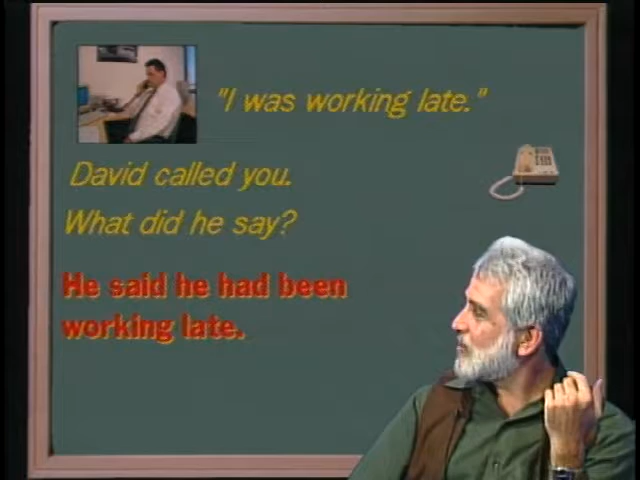 "I was working late."
David called you.
What did he say?
He said he had been
working late.